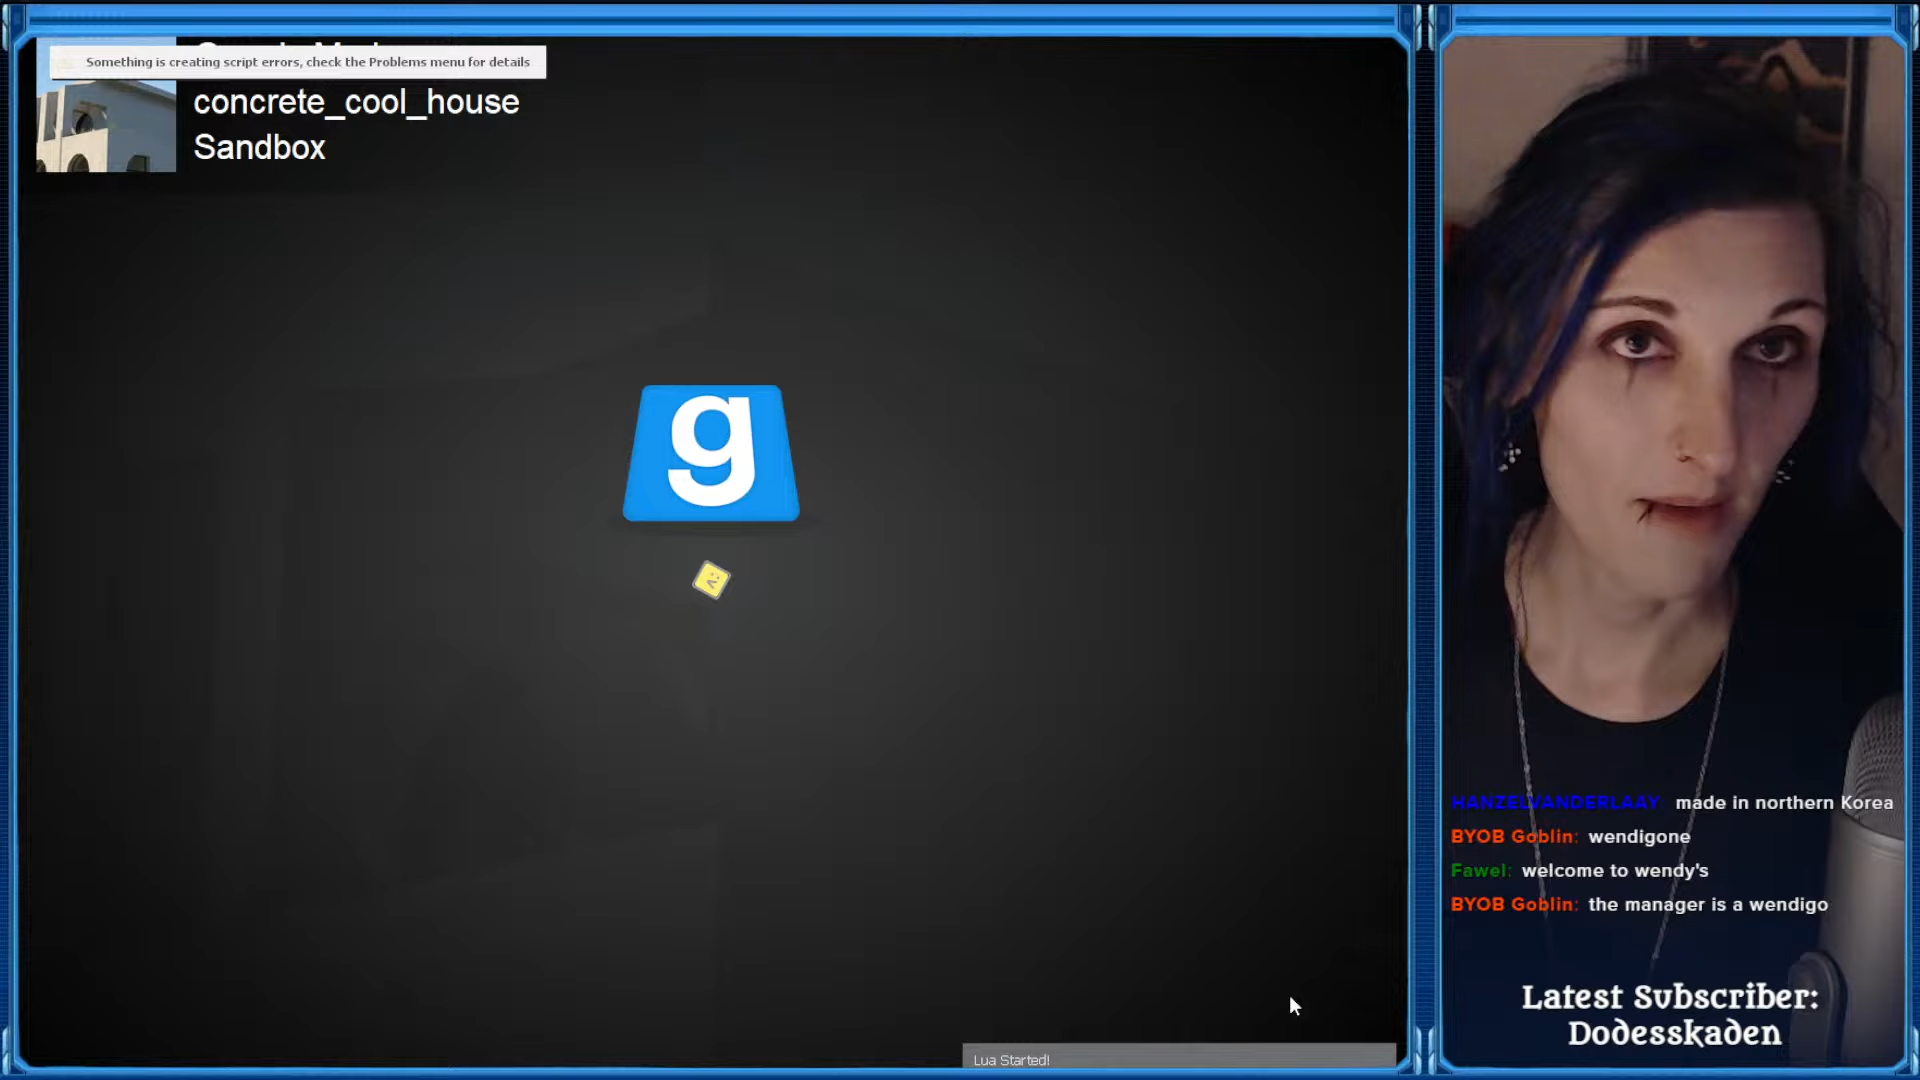 Something is creating script errors, check the Problems menu for details
concrete_cool_house
Sandbox
g
Lua Started!
HANZELVANDERLAAY: made in northern Korea
BYOB Goblin: wendigone
Fawel: welcome to wendy's
BYOB Goblin: the manager is a wendigo
Latest Subscriber:
Dodesskaden